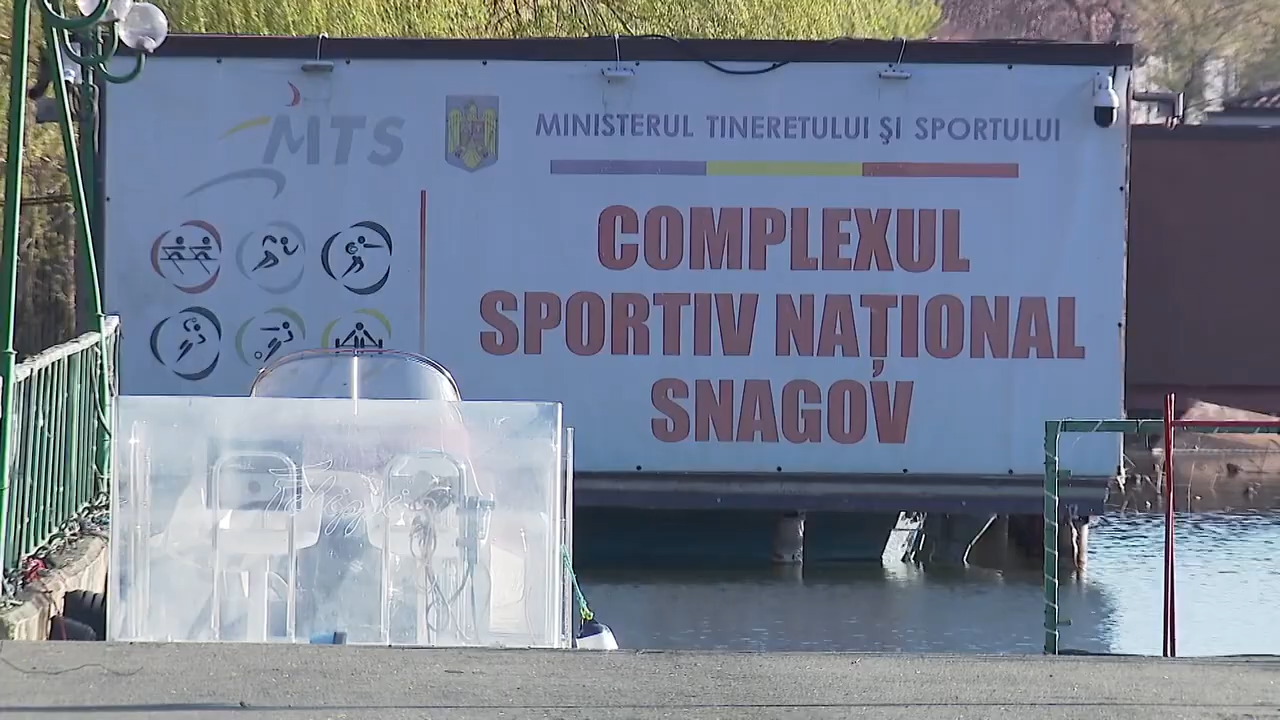 MTS
MINISTERUL TINERETULUI ȘI SPORTULUI
COMPLEXUL
SPORTIV NAȚIONAL
SNAGOV